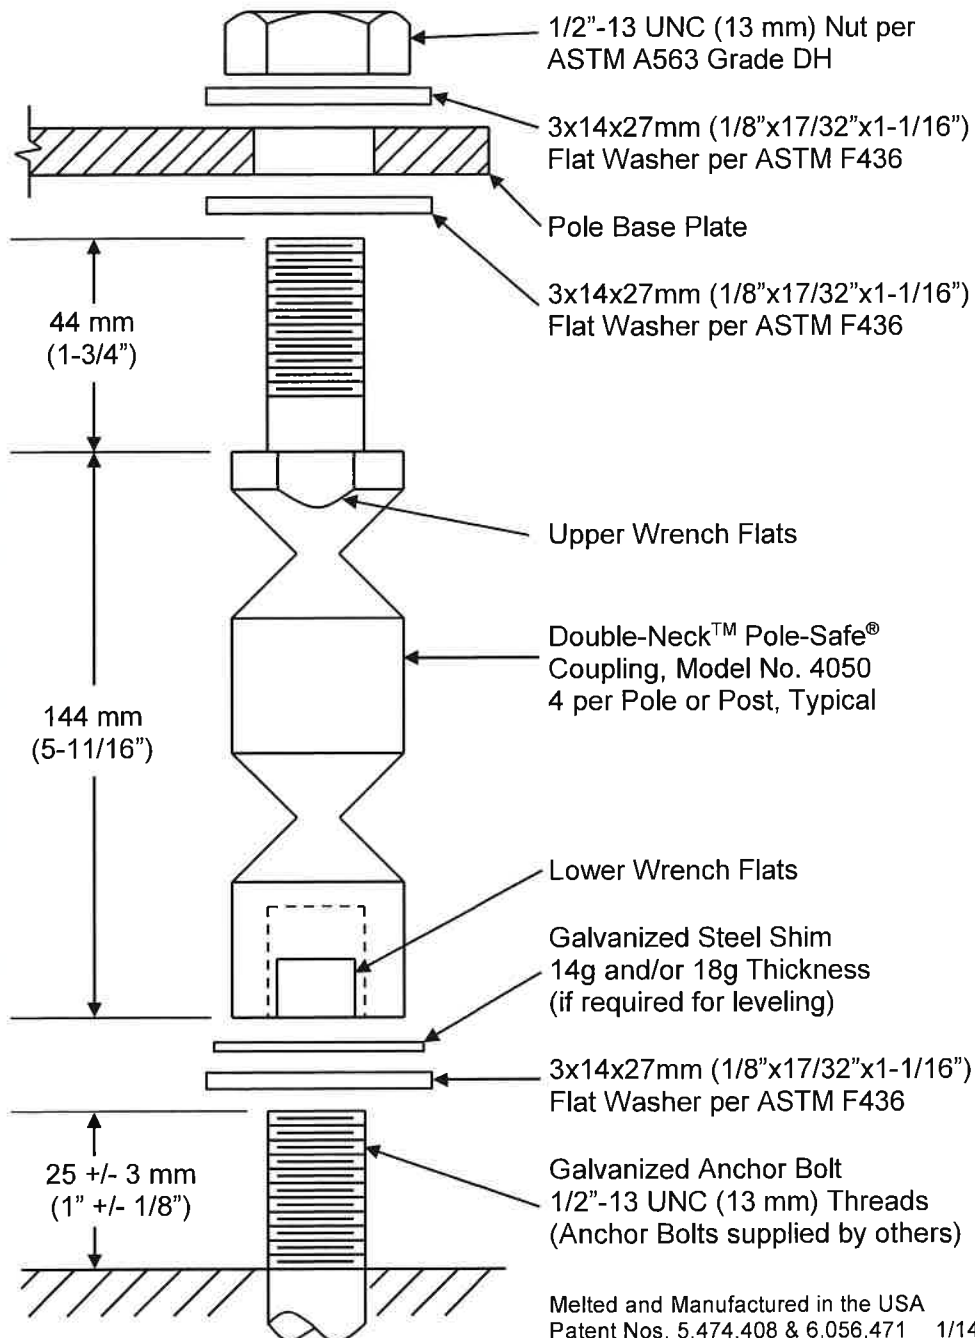 1/2”-13 UNC (13 mm) Nut per
ASTM A563 Grade DH
3x14x27mm (1/8”x17/32”x1-1/16”)
Flat Washer per ASTM F436
Pole Base Plate
3x14x27mm (1/8”x17/32”x1-1/16”)
Flat Washer per ASTM F436
44 mm
(1-3/4”)
Upper Wrench Flats
Double-Neck™ Pole-Safe®
Coupling, Model No. 4050
4 per Pole or Post, Typical
144 mm
(5-11/16”)
Lower Wrench Flats
Galvanized Steel Shim
14g and/or 18g Thickness
(if required for leveling)
3x14x27mm (1/8”x17/32”x1-1/16”)
Flat Washer per ASTM F436
25 +/- 3 mm
(1” +/- 1/8”)
Galvanized Anchor Bolt
1/2”-13 UNC (13 mm) Threads
(Anchor Bolts supplied by others)
Melted and Manufactured in the USA
Patent Nos. 5,474,408 & 6,056,471 1/14